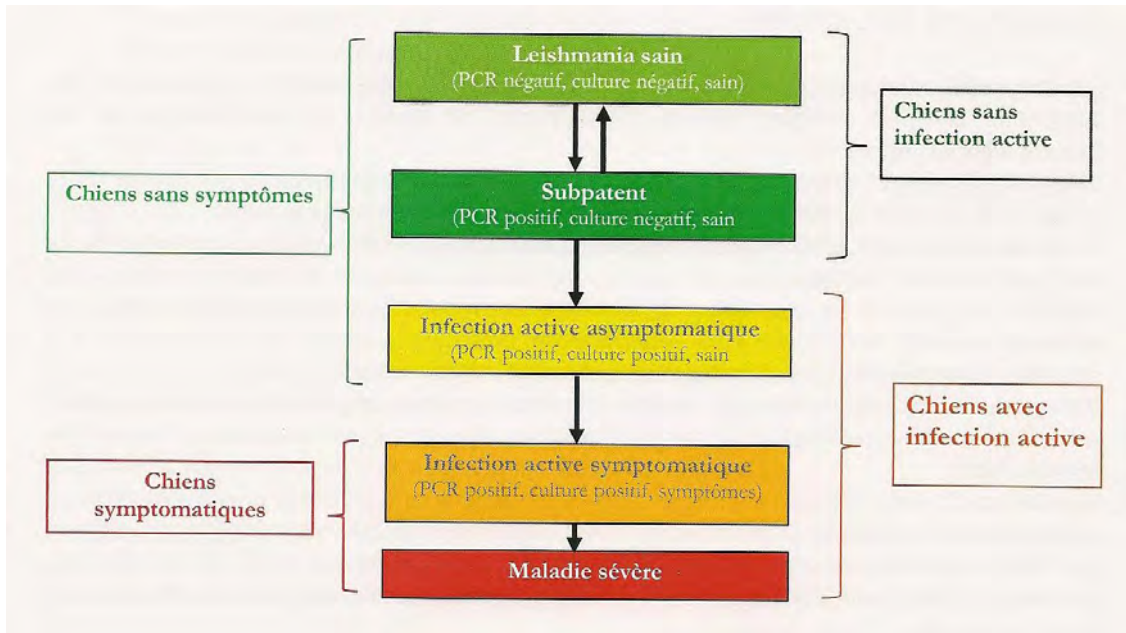 Leishmania sain
(PCR négatif, culture négatif, sain)
Chiens sans
infection active
Chiens sans symptômes
Subpatent
(PCR positif, culture négatif, sain
Infection active asymptomatique
(PCR positif, culture positif, sain
Chiens avec
infection active
Infection active symptomatique
(PCR positif, culture positif, symptômes)
Chiens
symptomatiques
Maladie sévère